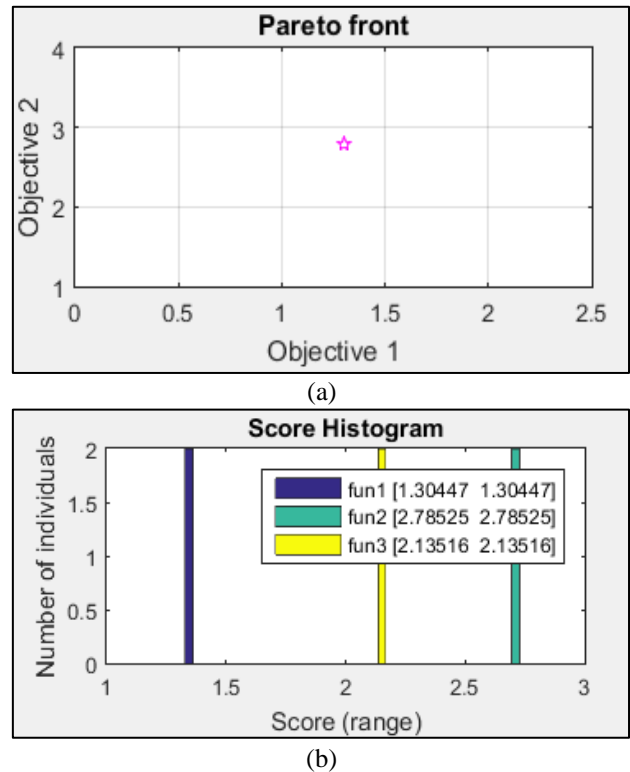 Pareto front
4
3
2
1
Objective 2
0 0.5 1 1.5 2 2.5
Objective 1
(a)
Score Histogram
2
1.5
1
0.5
0
Number of individuals
fun1 [1.30447 1.30447]
fun2 [2.78525 2.78525]
fun3 [2.13516 2.13516]
1 1.5 2 2.5 3
Score (range)
(b)